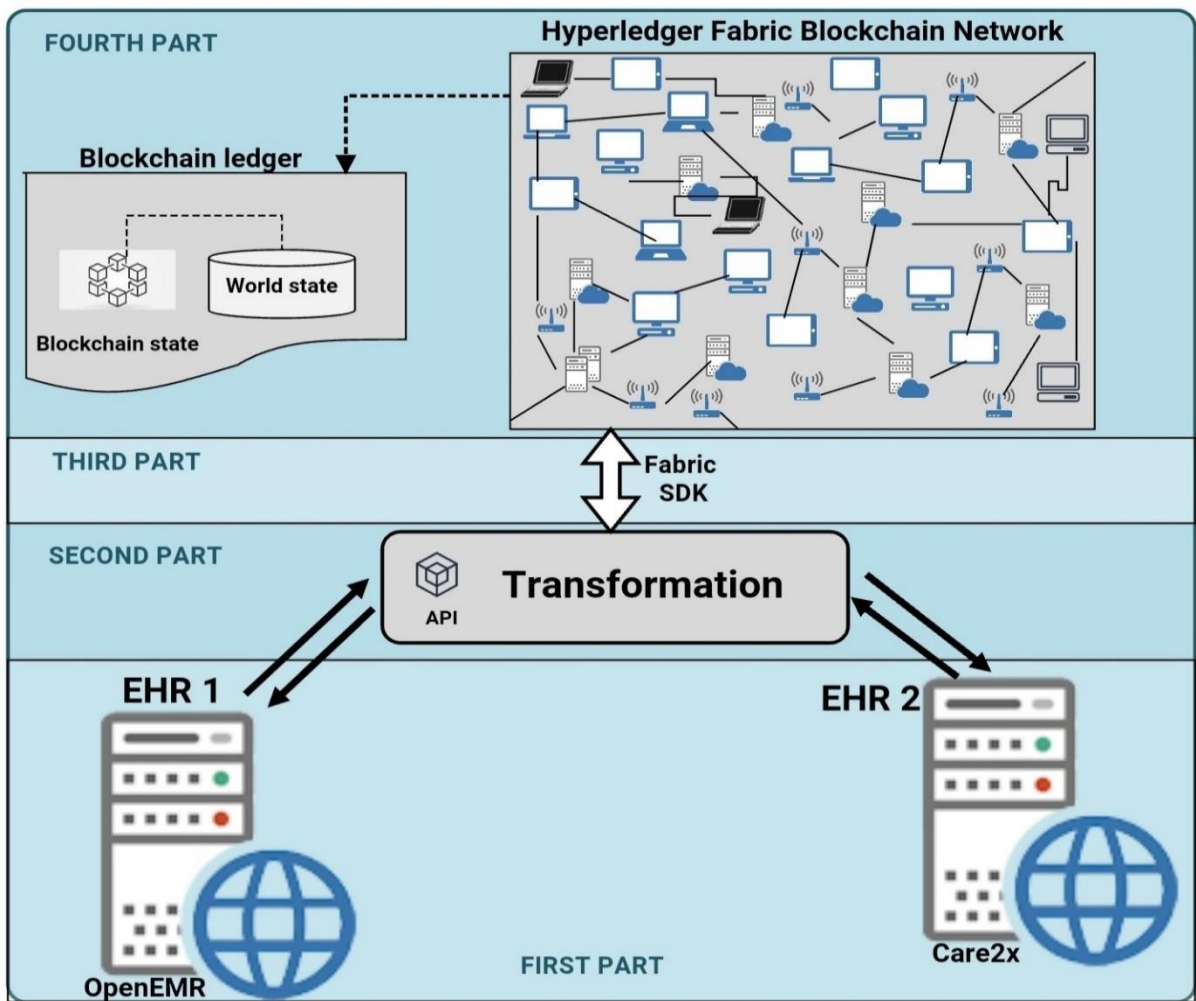 FOURTH PART
Hyperledger Fabric Blockchain Network
Blockchain ledger
World state
Blockchain state
THIRD PART
Fabric
SDK
SECOND PART
Transformation
API
EHR 1
EHR 2
OpenEMR
Care2x
FIRST PART